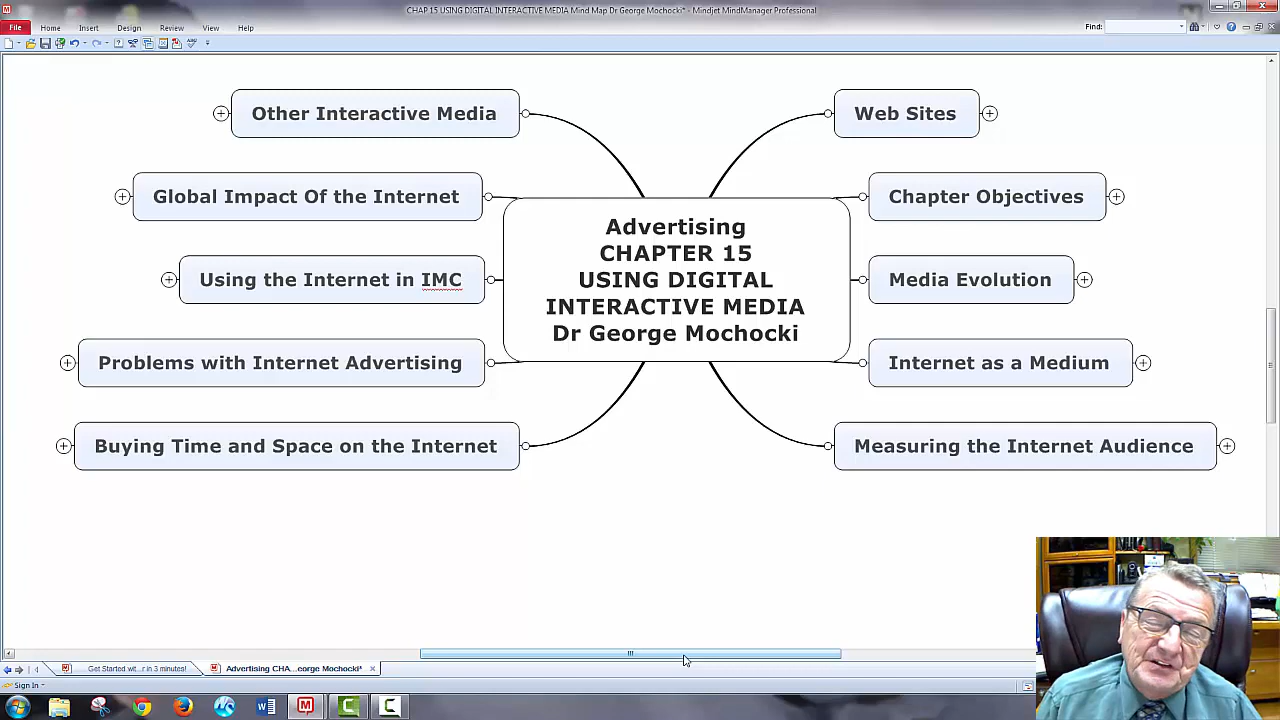 CHAP 15 USING DIGITAL INTERACTIVE MEDIA Mind Map Dr George Mochocki* - Mindjet MindManager Professional
File Home Insert Design Review View Help Find:
Other Interactive Media
Web Sites
Global Impact Of the Internet
Chapter Objectives
Advertising
CHAPTER 15
USING DIGITAL
INTERACTIVE MEDIA
Dr George Mochocki
Using the Internet in IMC
Media Evolution
Problems with Internet Advertising
Internet as a Medium
Buying Time and Space on the Internet
Measuring the Internet Audience
Get Started wit...r in 3 minutes!
Advertising CHA...eorge Mochocki*
Sign In